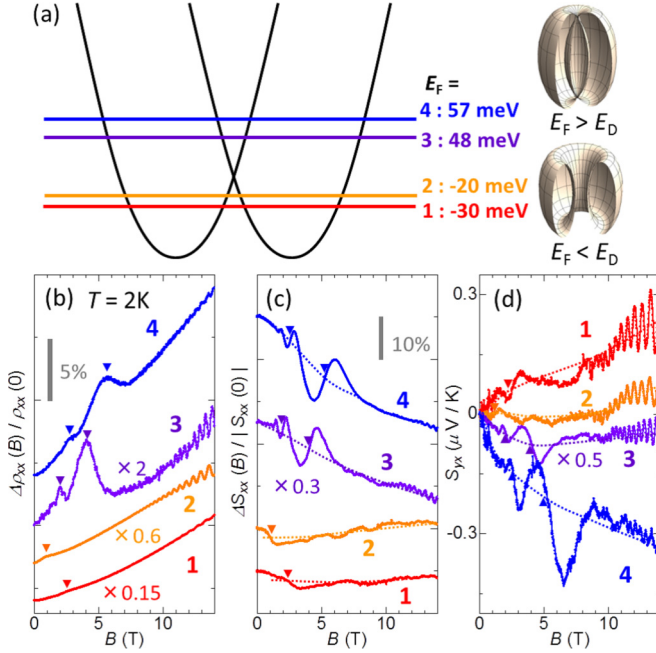 (a)
E_F =
4 : 57 meV
3 : 48 meV
2 : -20 meV
1 : -30 meV
E_F > E_D
E_F < E_D
(b)
T = 2K
4
5%
3
× 2
2
× 0.6
1
× 0.15
Δρ_xx (B) / ρ_xx (0)
0 5 10
B (T)
(c)
10%
4
3
× 0.3
2
1
ΔS_xx (B) / | S_xx (0) |
0 5 10
B (T)
(d)
0.3
1
2
0
3
× 0.5
-0.3
4
S_yx (μ V / K)
0 5 10
B (T)